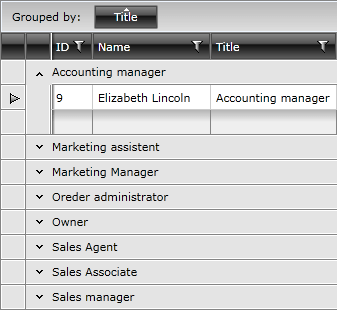 Grouped by: Title
ID Name Title
Accounting manager
9 Elizabeth Lincoln Accounting manager
Marketing assistent
Marketing Manager
Oreder administrator
Owner
Sales Agent
Sales Associate
Sales manager